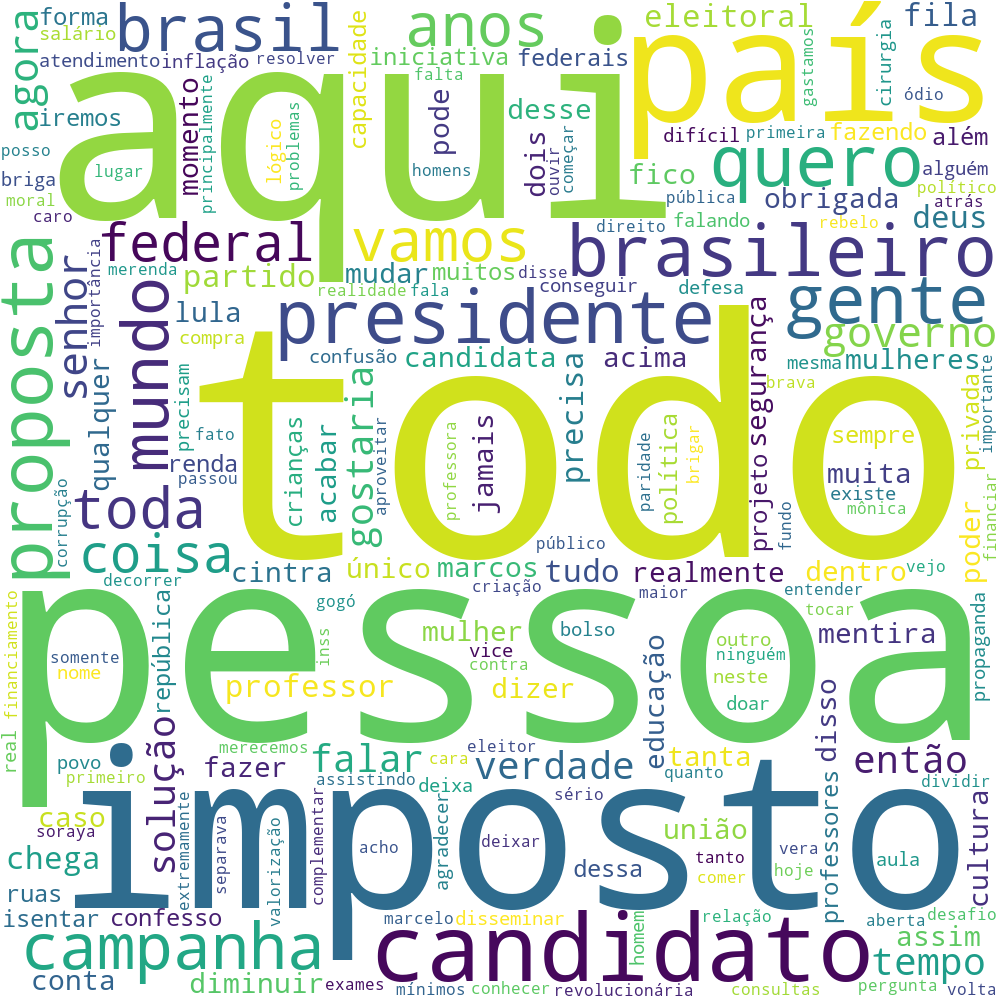 forma
salário
brasil
anos
eleitoral
fila
país
aqui
agora
atendimento
inflação
resolver
iniciativa
federais
falta
capacidade
gastamos
cirurgia
ódio
iremos
momento
principalmente
lógico
problemas
pode
desse
dois
ouvir
começar
difícil
primeira
fazendo
além
posso
briga
moral
caro
lugar
homens
fico
quero
alguém
político
pública
obrigada
atrás
direito
falando
rebelo
deus
federal
vamos
brasileiro
proposta
senhor
importância
merenda
partido
mudar
muitos
disse
conseguir
defesa
realidade
fala
mundo
lula
compra
presidente
gente
governo
confusão
candidata
acima
segurança
mesma
mulheres
qualquer
precisam
todo
brava
privada
importante
fato
renda
passou
crianças
acabar
gostaria
aproveitar
professora
jamais
precisa
paridade
política
brigar
projeto
sempre
muita
existe
mônica
toda
corrupção
coisa
público
fundo
poder
financiar
decorrer
cintra
único
marcos
tudo
realmente
dentro
vejo
criação
maior
entender
tocar
gogó
pessoa
financiamento
real
somente
nome
república
inss
mulher
vice
contra
bolso
educação
outro
ninguém
neste
doar
mentira
propaganda
professor
dizer
solução
merecemos
eleitor
cara
povo
primeiro
fazer
falar
assistindo
deixa
verdade
quanto
tanta
disso
então
dividir
caso
soraya
imposto
sério
união
professores
cultura
chega
extremamente
separava
valorização
complementar
acho
agradecer
deixar
dessa
tanto
comer
vera
hoje
aula
ruas
isentar
confesso
marcelo
disseminar
homem
relação
aberta
desafio
campanha
candidato
assim
tempo
conta
diminuir
exames
mínimos
conhecer
revolucionária
consultas
pergunta
volta